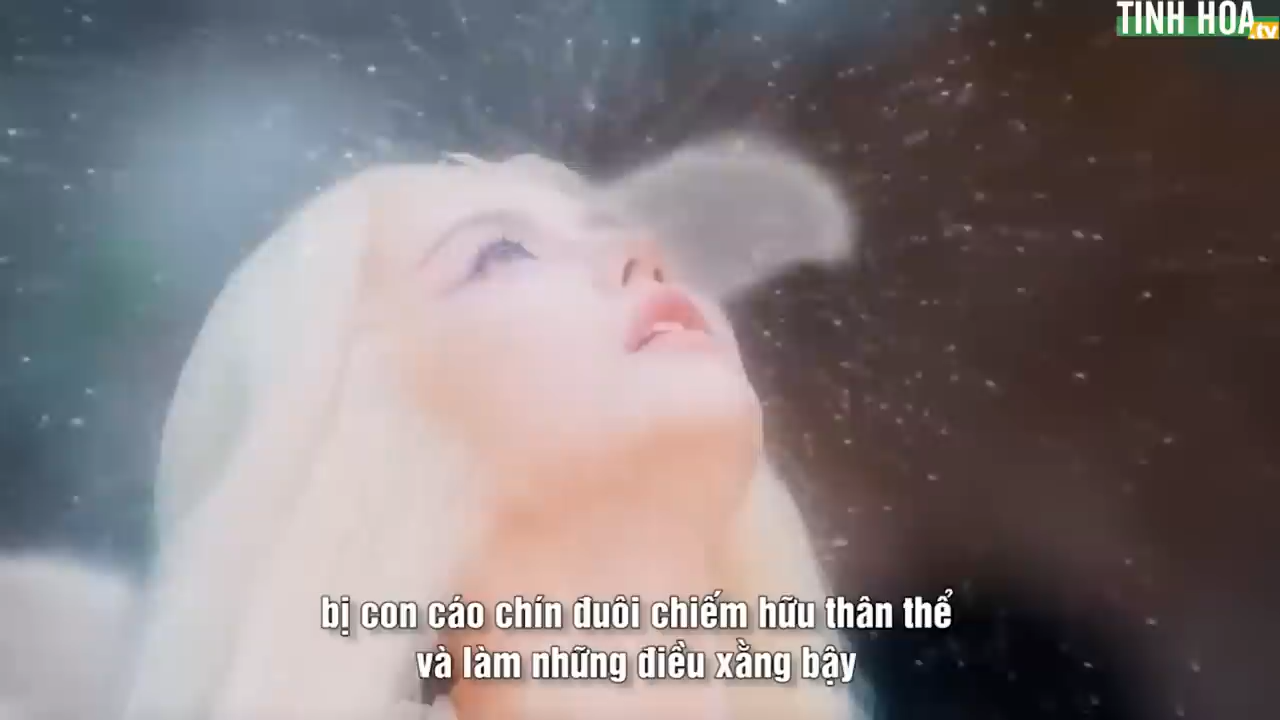 TINH HOA
.tv
bị con cáo chín đuôi chiếm hữu thân thể
và làm những điều xằng bậy